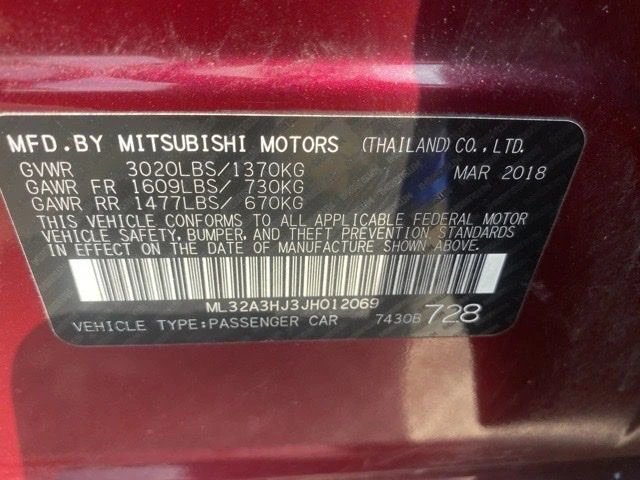 MFD.BY MITSUBISHI MOTORS (THAILAND) CO., LTD.
GVWR 3020LBS/1370KG MAR 2018
GAWR FR 1609LBS/ 730KG
GAWR RR 1477LBS/ 670KG
THIS VEHICLE CONFORMS TO ALL APPLICABLE FEDERAL MOTOR
VEHICLE SAFETY, BUMPER, AND THEFT PREVENTION STANDARDS
IN EFFECT ON THE DATE OF MANUFACTURE SHOWN ABOVE.
ML32A3HJ3JH012069
VEHICLE TYPE:PASSENGER CAR 7430B 728